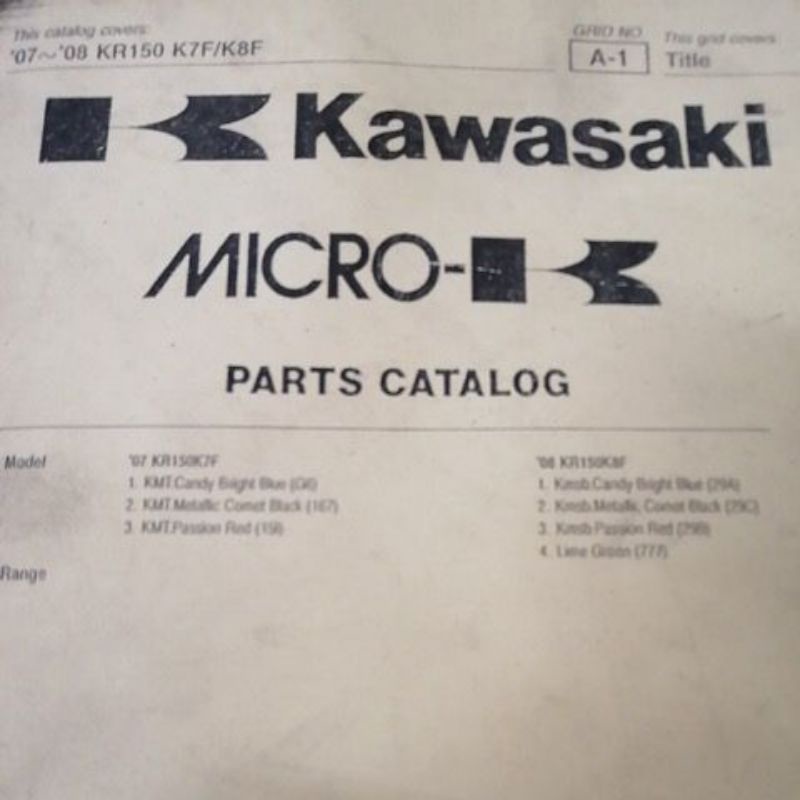 This catalog covers:
'07~'08 KR150 K7F/K8F
GRID NO.
A-1
This grid covers:
Title
Kawasaki
MICRO-K
PARTS CATALOG
Model
'07 KR150K7F
1. KMT.Candy Bright Blue
2. KMT.Metallic Comet Black (167)
3. KMT.Passion Red
'08 KR150K8F
1. Kmsb.Candy Bright Blue (29A)
2. Kmsb.Metallic Comet Black (29C)
3. Kmsb.Passion Red (29B)
4. Lime Green (777)
Range